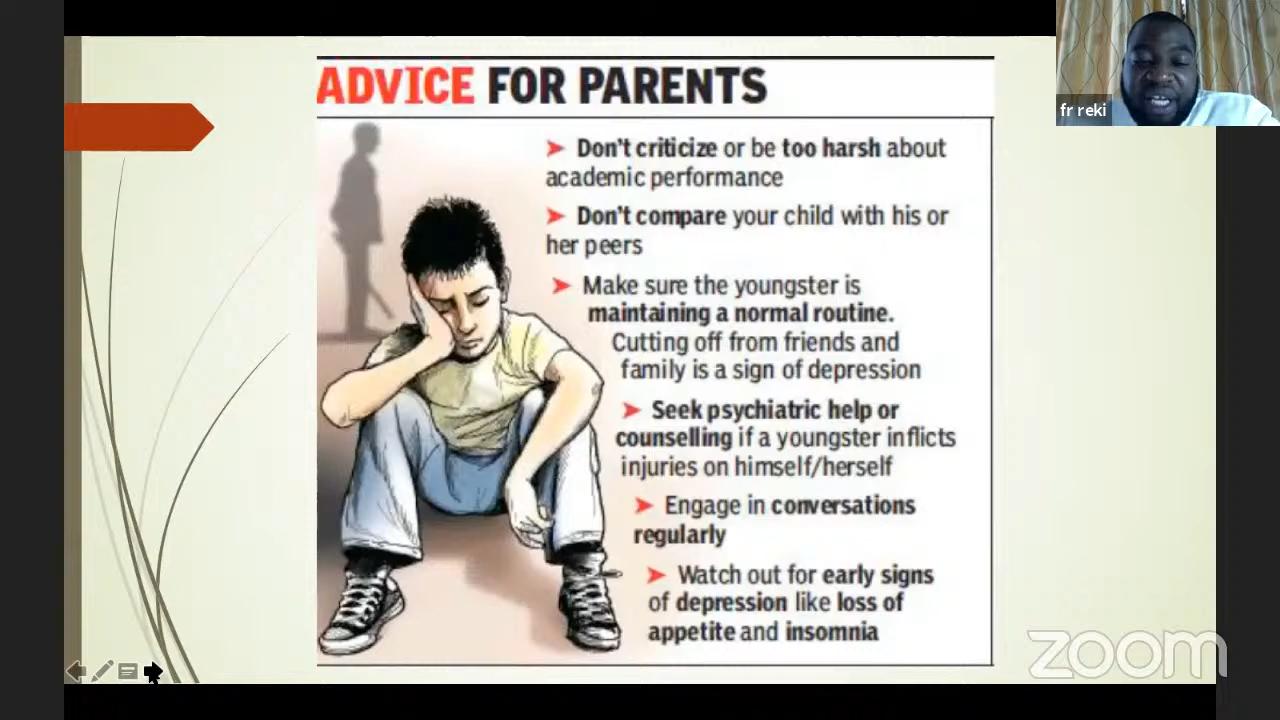 ADVICE FOR PARENTS
fr reki
➤ Don't criticize or be too harsh about
academic performance
➤ Don't compare your child with his or
her peers
➤ Make sure the youngster is
maintaining a normal routine.
Cutting off from friends and
family is a sign of depression
➤ Seek psychiatric help or
counselling if a youngster inflicts
injuries on himself/herself
➤ Engage in conversations
regularly
➤ Watch out for early signs
of depression like loss of
appetite and insomnia
zoom